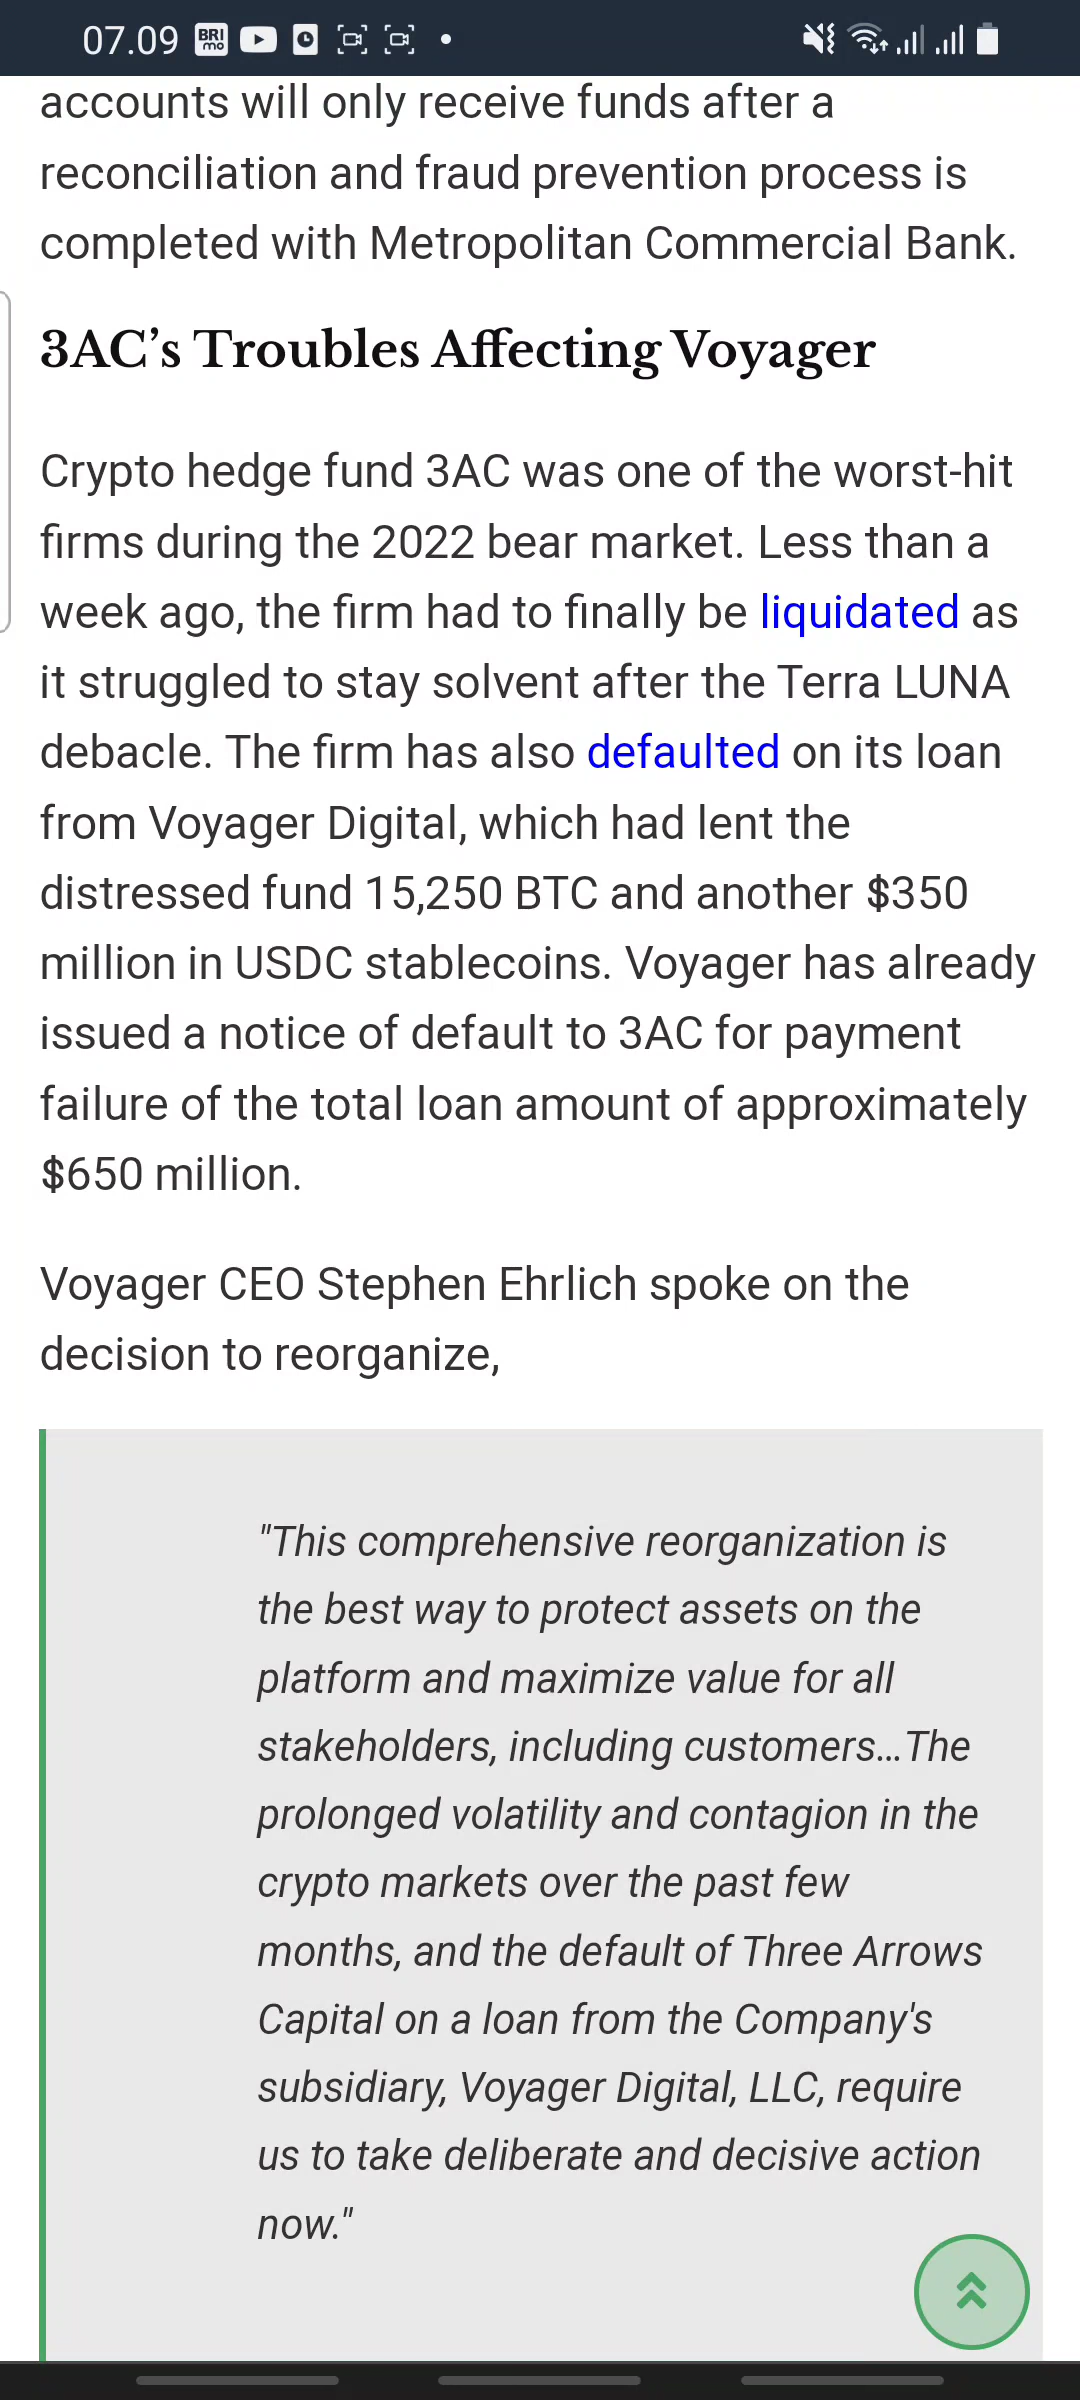 07.09 BRI mo
accounts will only receive funds after a
reconciliation and fraud prevention process is
completed with Metropolitan Commercial Bank.
3AC’s Troubles Affecting Voyager
Crypto hedge fund 3AC was one of the worst-hit
firms during the 2022 bear market. Less than a
week ago, the firm had to finally be liquidated as
it struggled to stay solvent after the Terra LUNA
debacle. The firm has also defaulted on its loan
from Voyager Digital, which had lent the
distressed fund 15,250 BTC and another $350
million in USDC stablecoins. Voyager has already
issued a notice of default to 3AC for payment
failure of the total loan amount of approximately
$650 million.
Voyager CEO Stephen Ehrlich spoke on the
decision to reorganize,
"This comprehensive reorganization is
the best way to protect assets on the
platform and maximize value for all
stakeholders, including customers…The
prolonged volatility and contagion in the
crypto markets over the past few
months, and the default of Three Arrows
Capital on a loan from the Company's
subsidiary, Voyager Digital, LLC, require
us to take deliberate and decisive action
now."